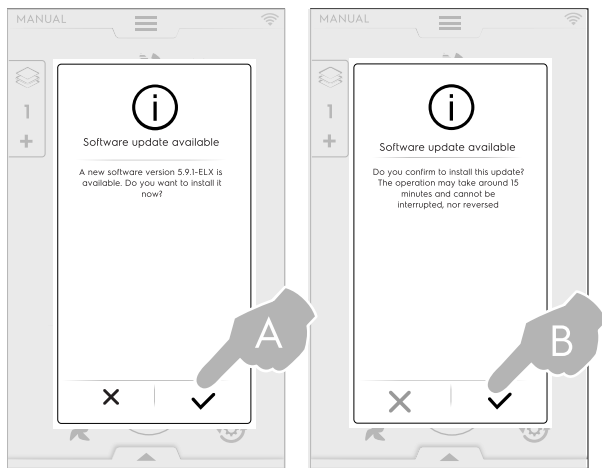 MANUAL
1
+
Software update available
A new software version 5.9.1-ELX is
available. Do you want to install it
now?
A
MANUAL
1
+
Software update available
Do you confirm to install this update?
The operation may take around 15
minutes and cannot be
interrupted, nor reversed
B